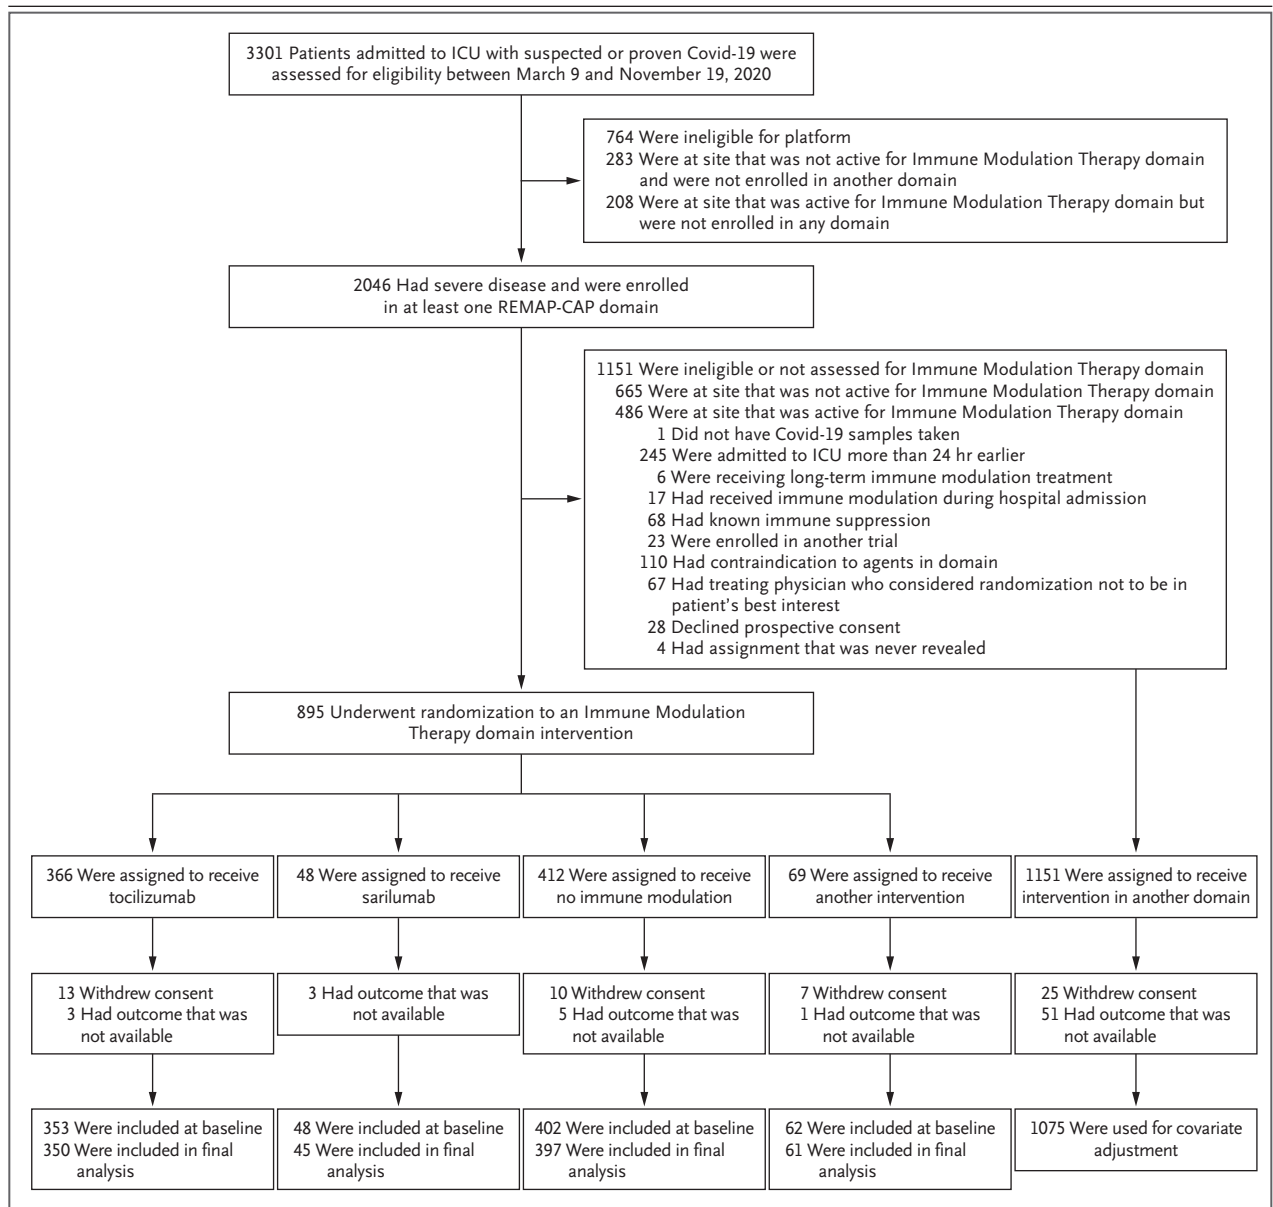 3301 Patients admitted to ICU with suspected or proven Covid-19 were
assessed for eligibility between March 9 and November 19, 2020
764 Were ineligible for platform
283 Were at site that was not active for Immune Modulation Therapy domain
and were not enrolled in another domain
208 Were at site that was active for Immune Modulation Therapy domain but
were not enrolled in any domain
2046 Had severe disease and were enrolled
in at least one REMAP-CAP domain
1151 Were ineligible or not assessed for Immune Modulation Therapy domain
665 Were at site that was not active for Immune Modulation Therapy domain
486 Were at site that was active for Immune Modulation Therapy domain
1 Did not have Covid-19 samples taken
245 Were admitted to ICU more than 24 hr earlier
6 Were receiving long-term immune modulation treatment
17 Had received immune modulation during hospital admission
68 Had known immune suppression
23 Were enrolled in another trial
110 Had contraindication to agents in domain
67 Had treating physician who considered randomization not to be in
patient's best interest
28 Declined prospective consent
4 Had assignment that was never revealed
895 Underwent randomization to an Immune Modulation
Therapy domain intervention
366 Were assigned to receive
tocilizumab
48 Were assigned to receive
sarilumab
412 Were assigned to receive
no immune modulation
69 Were assigned to receive
another intervention
1151 Were assigned to receive
intervention in another domain
13 Withdrew consent
3 Had outcome that was
not available
3 Had outcome that was
not available
10 Withdrew consent
5 Had outcome that was
not available
7 Withdrew consent
1 Had outcome that was
not available
25 Withdrew consent
51 Had outcome that was
not available
353 Were included at baseline
350 Were included in final
analysis
48 Were included at baseline
45 Were included in final
analysis
402 Were included at baseline
397 Were included in final
analysis
62 Were included at baseline
61 Were included in final
analysis
1075 Were used for covariate
adjustment